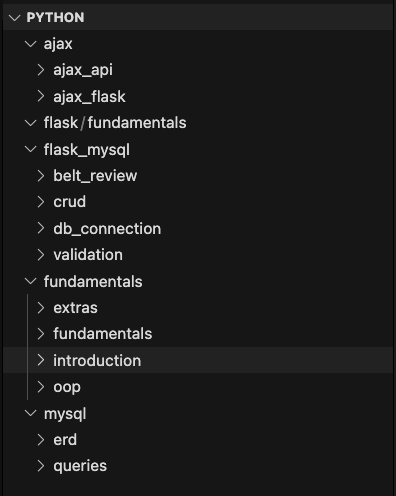 PYTHON
ajax
ajax_api
ajax_flask
flask/fundamentals
flask_mysql
belt_review
crud
db_connection
validation
fundamentals
extras
fundamentals
introduction
oop
mysql
erd
queries